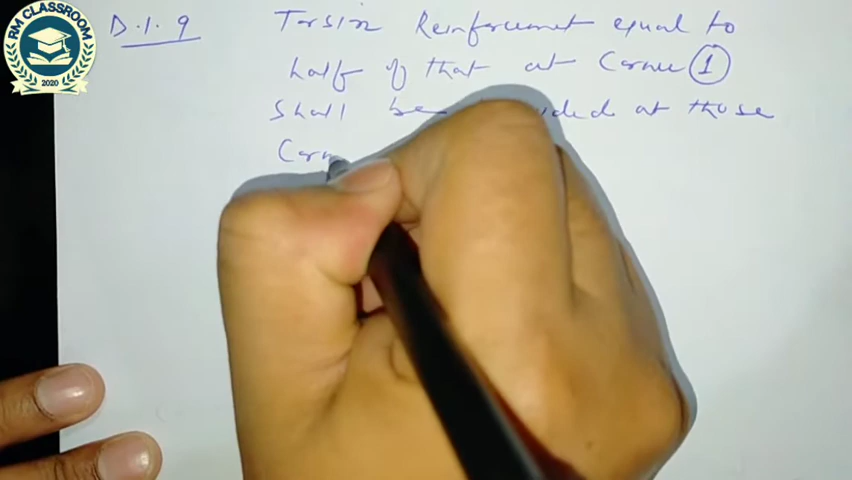 RM CLASSROOM
2020
D.1.9 Torsion Reinforcement equal to
half of that at Corner 1
Shall be at those